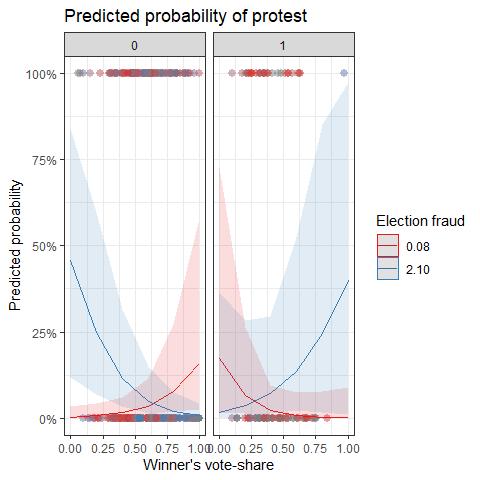 Predicted probability of protest
0 1
100%
75%
50%
25%
0%
Predicted probability
0.00 0.25 0.50 0.75 1.00 0.00 0.25 0.50 0.75 1.00
Winner's vote-share
Election fraud
0.08
2.10